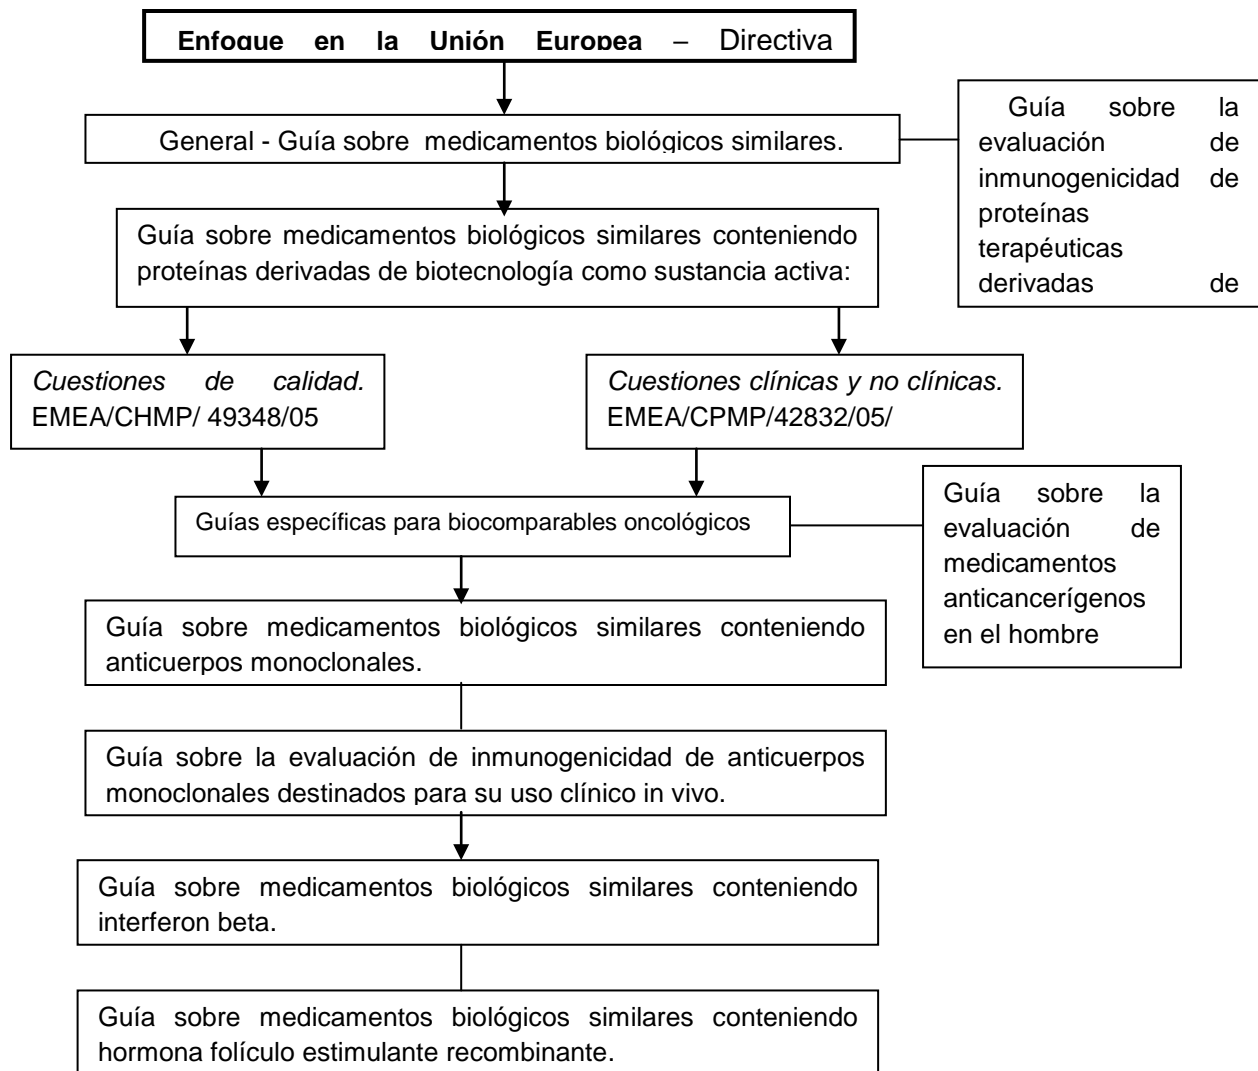 Enfoque en la Unión Europea – Directiva
General - Guía sobre medicamentos biológicos similares.
Guía sobre la
evaluación de
inmunogenicidad de
proteínas
terapéuticas
derivadas de
Guía sobre medicamentos biológicos similares conteniendo
proteínas derivadas de biotecnología como sustancia activa:
Cuestiones de calidad.
EMEA/CHMP/ 49348/05
Cuestiones clínicas y no clínicas.
EMEA/CPMP/42832/05/
Guías específicas para biocomparables oncológicos
Guía sobre la
evaluación de
medicamentos
anticancerígenos
en el hombre
Guía sobre medicamentos biológicos similares conteniendo
anticuerpos monoclonales.
Guía sobre la evaluación de inmunogenicidad de anticuerpos
monoclonales destinados para su uso clínico in vivo.
Guía sobre medicamentos biológicos similares conteniendo
interferon beta.
Guía sobre medicamentos biológicos similares conteniendo
hormona folículo estimulante recombinante.